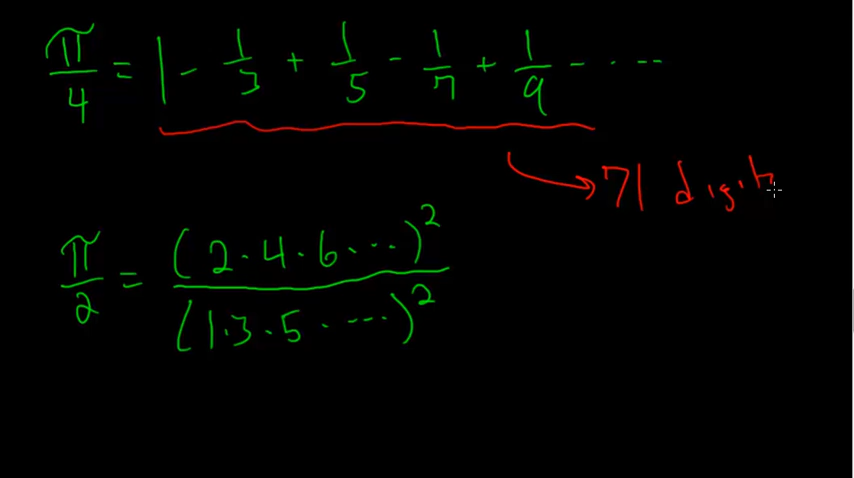 π/4 = 1 - 1/3 + 1/5 - 1/7 + 1/9 - ...
71 digit
π/2 = (2·4·6·...)² / (1·3·5·...)²